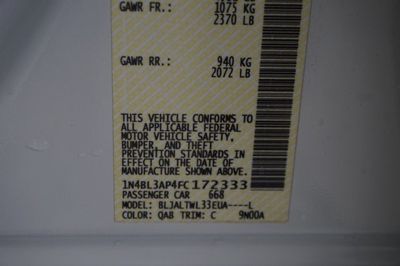 GAWR FR.: 1075 KG
2370 LB
GAWR RR.: 940 KG
2072 LB
THIS VEHICLE CONFORMS TO
ALL APPLICABLE FEDERAL
MOTOR VEHICLE SAFETY,
BUMPER, AND THEFT
PREVENTION STANDARDS IN
EFFECT ON THE DATE OF
MANUFACTURE SHOWN ABOVE.
1N4BL3AP4FC172333
PASSENGER CAR 668
MODEL: BLJALTWL33EUA----L
COLOR: QAB TRIM: C 9N00A